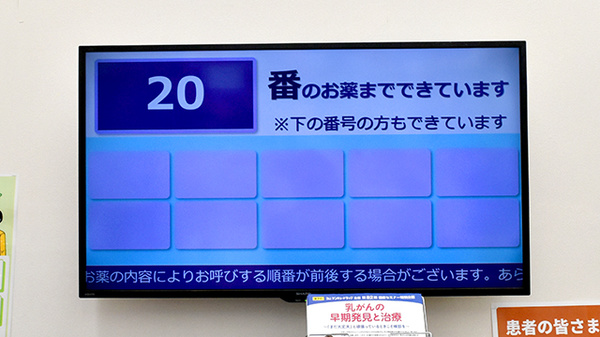 20
番のお薬までできています
※下の番号の方もできています
お薬の内容によりお呼びする順番が前後する場合がございます。あら
乳がんの
早期発見と治療
患者の皆さま